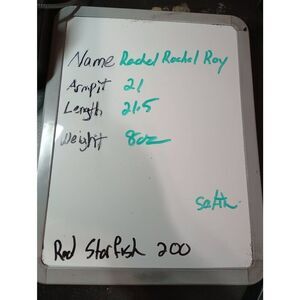 Name Rachel Rachel Roy
Armpit 21
Length 21.5
Weight 8oz
Red Starfish 200